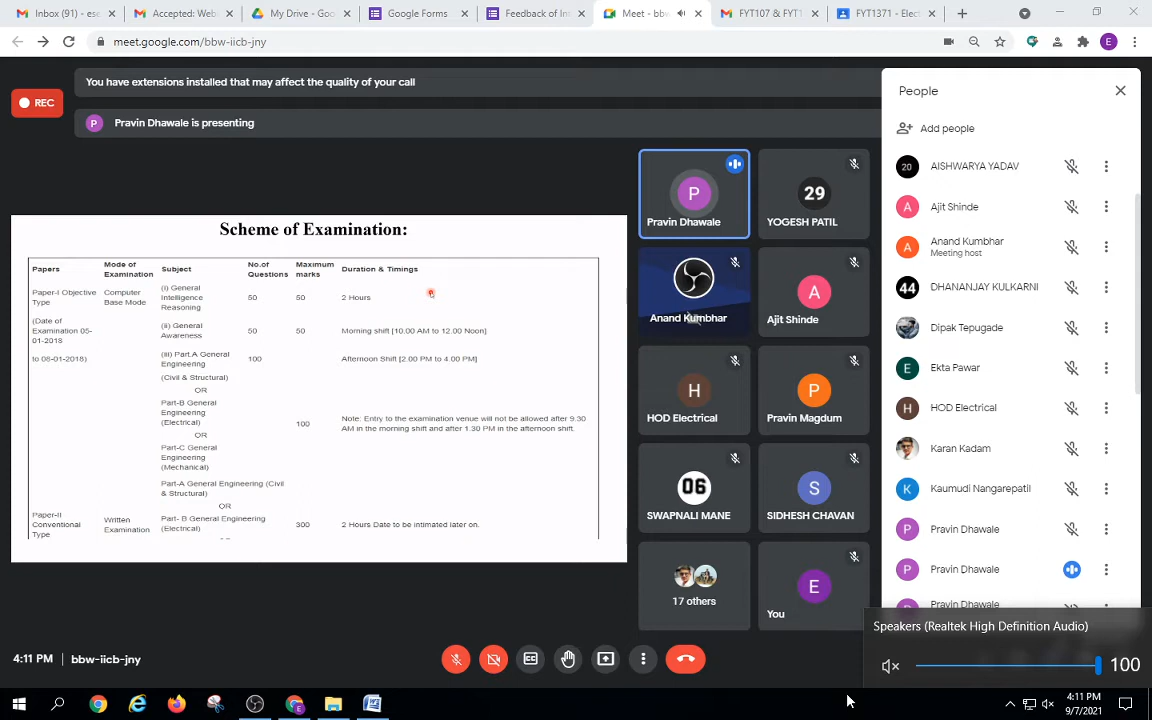 Inbox (91) - ese
Accepted: Web
My Drive - Goo
Google Forms
Feedback of Int
Meet - bbw
FYT107 & FYT1
FYT1371 - Elect
meet.google.com/bbw-iicb-jny
E
You have extensions installed that may affect the quality of your call
REC
P
Pravin Dhawale is presenting
People
Add people
Scheme of Examination:
Papers
Mode of Examination
Subject
No.of Questions
Maximum marks
Duration & Timings
Paper-I Objective Type
Computer Base Mode
(i) General Intelligence Reasoning
50
50
2 Hours
(Date of Examination 05-01-2018
(ii) General Awareness
50
50
Morning shift [10.00 AM to 12.00 Noon]
to 08-01-2018)
(iii) Part.A General Engineering
100
Afternoon Shift [2.00 PM to 4.00 PM]
(Civil & Structural)
OR
Part-B General Engineering (Electrical)
100
Note: Entry to the examination venue will not be allowed after 9.30 AM in the morning shift and after 1.30 PM in the afternoon shift.
OR
Part-C General Engineering (Mechanical)
Part-A General Engineering (Civil & Structural)
OR
Paper-II Conventional Type
Written Examination
Part- B General Engineering (Electrical)
300
2 Hours Date to be intimated later on.
P
Pravin Dhawale
29
YOGESH PATIL
Anand Kumbhar
A
Ajit Shinde
H
HOD Electrical
P
Pravin Magdum
06
SWAPNALI MANE
S
SIDHESH CHAVAN
17 others
E
You
20
AISHWARYA YADAV
A
Ajit Shinde
A
Anand Kumbhar
Meeting host
44
DHANANJAY KULKARNI
Dipak Tepugade
E
Ekta Pawar
H
HOD Electrical
Karan Kadam
K
Kaumudi Nangarepatil
P
Pravin Dhawale
P
Pravin Dhawale
P
Pravin Dhawale
Speakers (Realtek High Definition Audio)
100
4:11 PM
bbw-iicb-jny
4:11 PM
9/7/2021